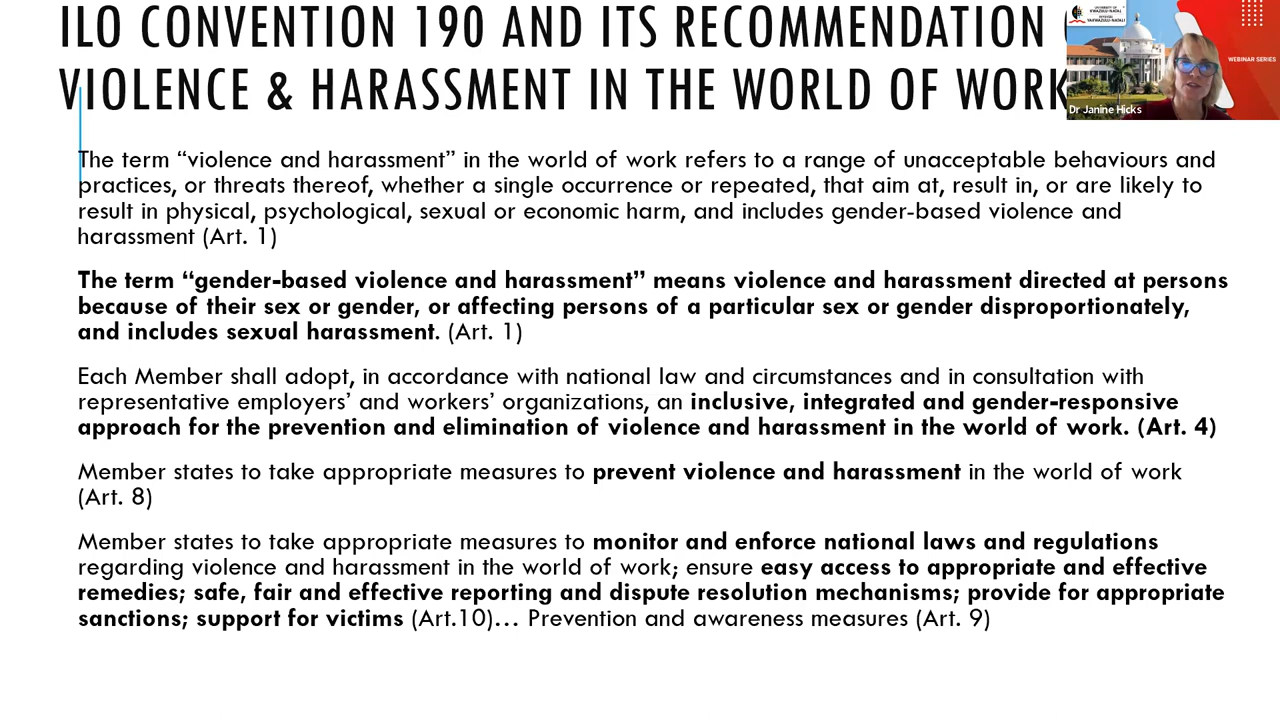 ILO CONVENTION 190 AND ITS RECOMMENDATION
VIOLENCE & HARASSMENT IN THE WORLD OF WORK
UNIVERSITY OF
KWAZULU-NATAL
INYUVESI
YAKWAZULU-NATALI
WEBINAR SERIES
Dr Janine Hicks
The term “violence and harassment” in the world of work refers to a range of unacceptable behaviours and
practices, or threats thereof, whether a single occurrence or repeated, that aim at, result in, or are likely to
result in physical, psychological, sexual or economic harm, and includes gender-based violence and
harassment (Art. 1)
The term “gender-based violence and harassment” means violence and harassment directed at persons
because of their sex or gender, or affecting persons of a particular sex or gender disproportionately,
and includes sexual harassment. (Art. 1)
Each Member shall adopt, in accordance with national law and circumstances and in consultation with
representative employers’ and workers’ organizations, an inclusive, integrated and gender-responsive
approach for the prevention and elimination of violence and harassment in the world of work. (Art. 4)
Member states to take appropriate measures to prevent violence and harassment in the world of work
(Art. 8)
Member states to take appropriate measures to monitor and enforce national laws and regulations
regarding violence and harassment in the world of work; ensure easy access to appropriate and effective
remedies; safe, fair and effective reporting and dispute resolution mechanisms; provide for appropriate
sanctions; support for victims (Art.10)… Prevention and awareness measures (Art. 9)